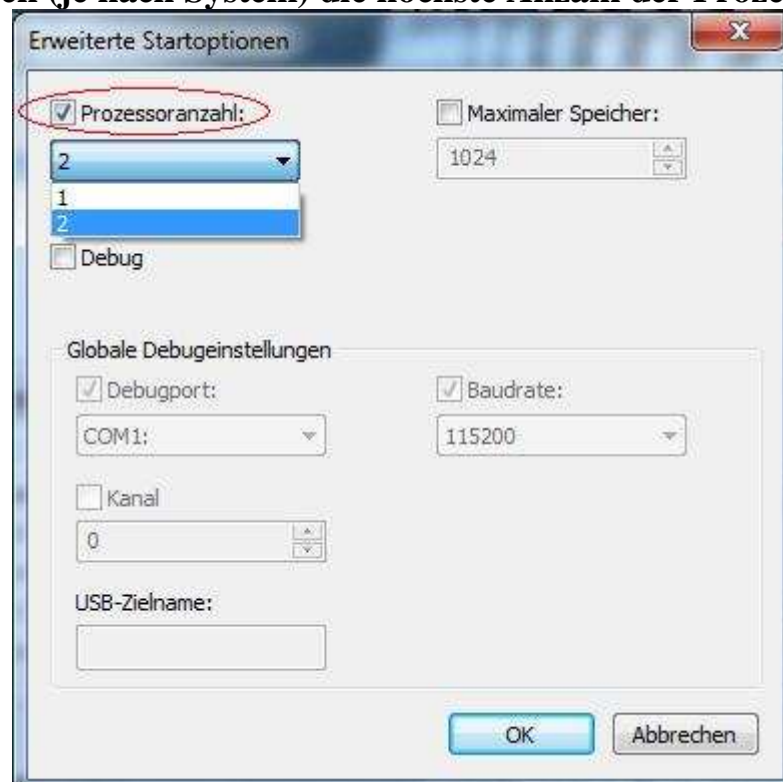 (je nach System) die höchste Anzahl der
Erweiterte Startoptionen
Prozessoranzahl:
Maximaler Speicher:
2
1024
1
2
Debug
Globale Debugeinstellungen
Debugport:
Baudrate:
COM1:
115200
Kanal
0
USB-Zielname:
OK
Abbrechen